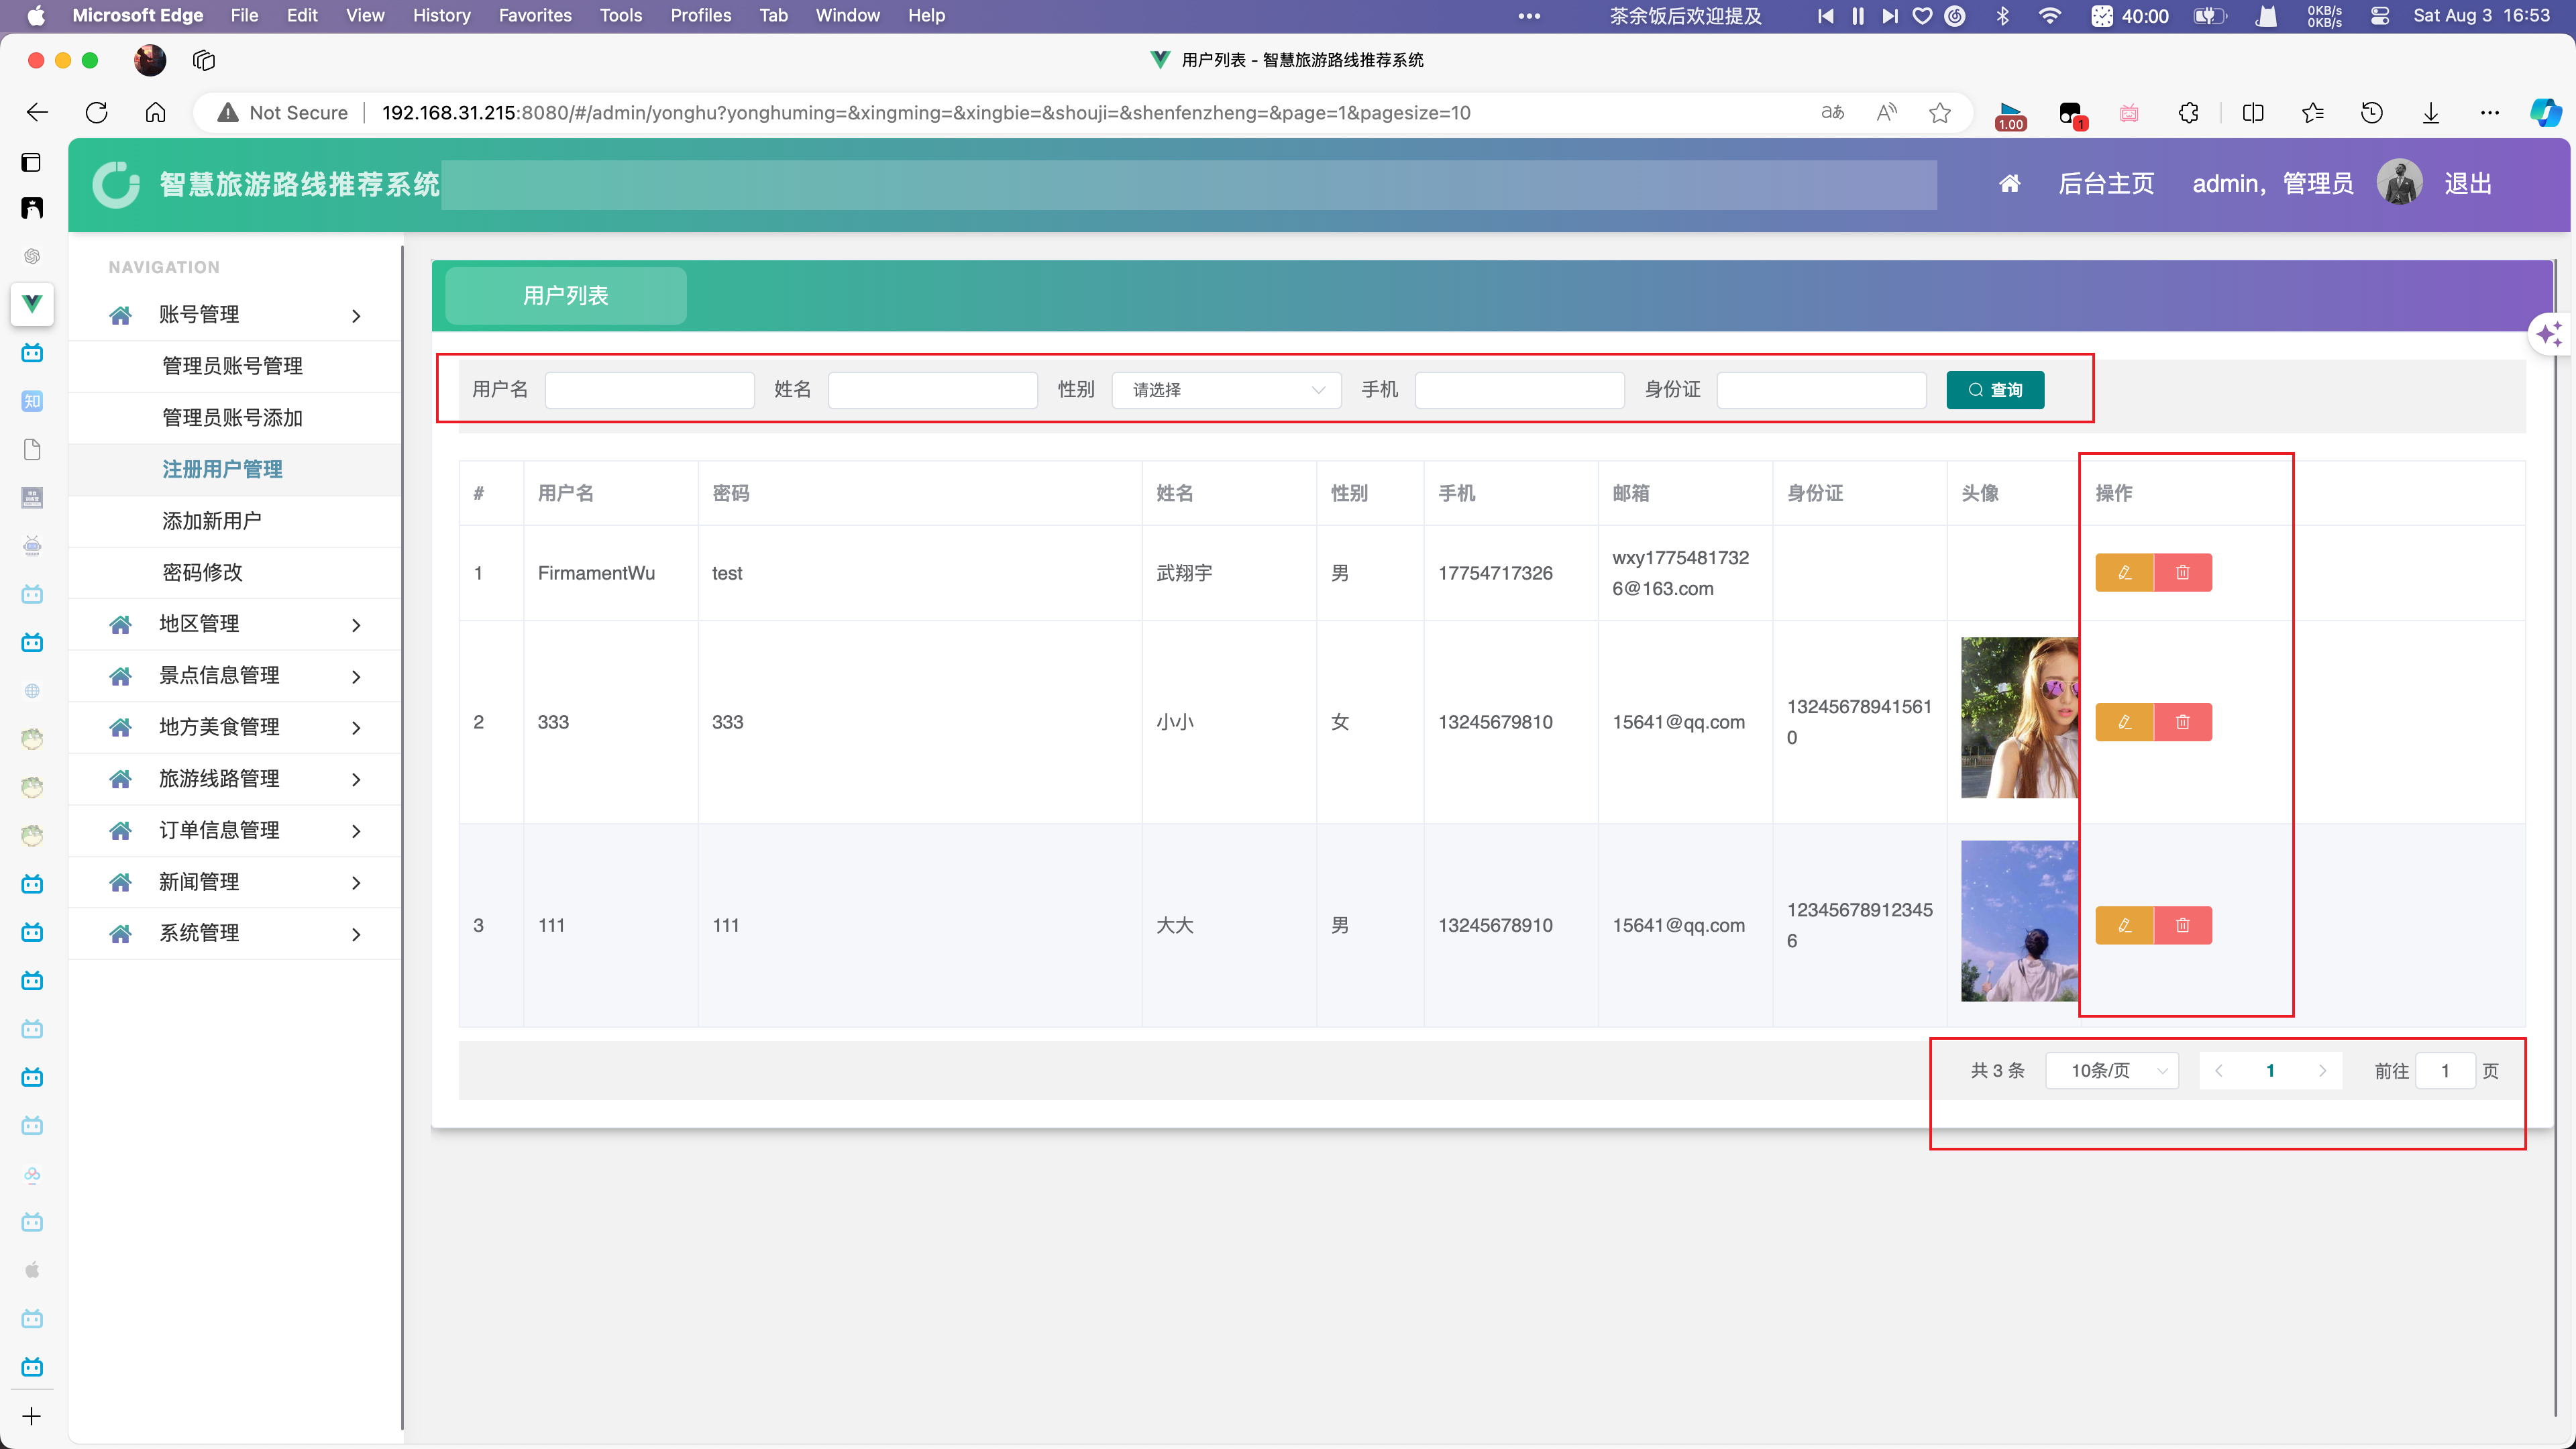 Microsoft Edge File Edit View History Favorites Tools Profiles Tab Window Help ••• 茶余饭后欢迎提及 40:00 0KB/s 0KB/s Sat Aug 3 16:53
用户列表 - 智慧旅游路线推荐系统
Not Secure 192.168.31.215:8080/#/admin/yonghu?yonghuming=&xingming=&xingbie=&shouji=&shenfenzheng=&page=1&pagesize=10 1.00 1
智慧旅游路线推荐系统 后台主页 admin，管理员 退出
NAVIGATION
账号管理
管理员账号管理
管理员账号添加
注册用户管理
添加新用户
密码修改
地区管理
景点信息管理
地方美食管理
旅游线路管理
订单信息管理
新闻管理
系统管理
知
用户列表
用户名 姓名 性别 请选择 手机 身份证 查询
# 用户名 密码 姓名 性别 手机 邮箱 身份证 头像 操作
1 FirmamentWu test 武翔宇 男 17754717326 wxy1775481732
6@163.com
2 333 333 小小 女 13245679810 15641@qq.com 13245678941561
0
3 111 111 大大 男 13245678910 15641@qq.com 12345678912345
6
共 3 条 10条/页 1 前往 1 页